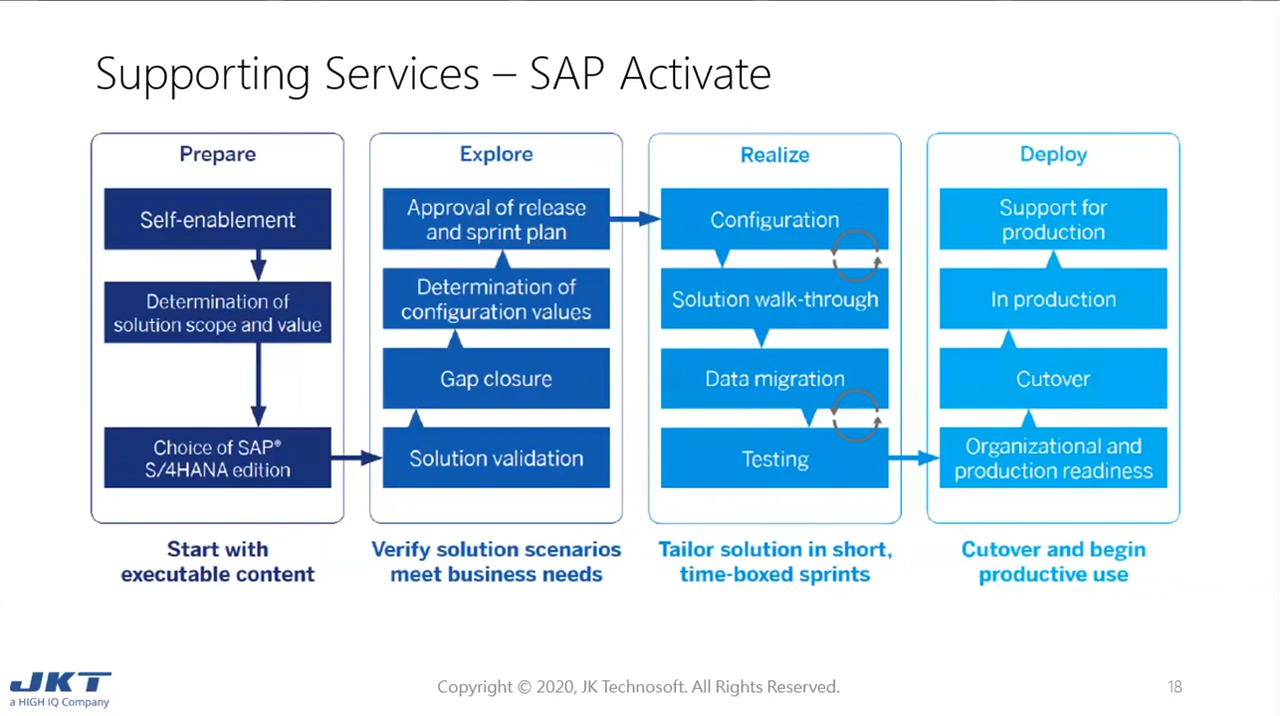 Supporting Services – SAP Activate
Prepare
Self-enablement
Determination of
solution scope and value
Choice of SAP®
S/4HANA edition
Start with
executable content
Explore
Approval of release
and sprint plan
Determination of
configuration values
Gap closure
Solution validation
Verify solution scenarios
meet business needs
Realize
Configuration
Solution walk-through
Data migration
Testing
Tailor solution in short,
time-boxed sprints
Deploy
Support for
production
In production
Cutover
Organizational and
production readiness
Cutover and begin
productive use
JKT
a HIGH IQ Company
Copyright © 2020, JK Technosoft. All Rights Reserved.
18